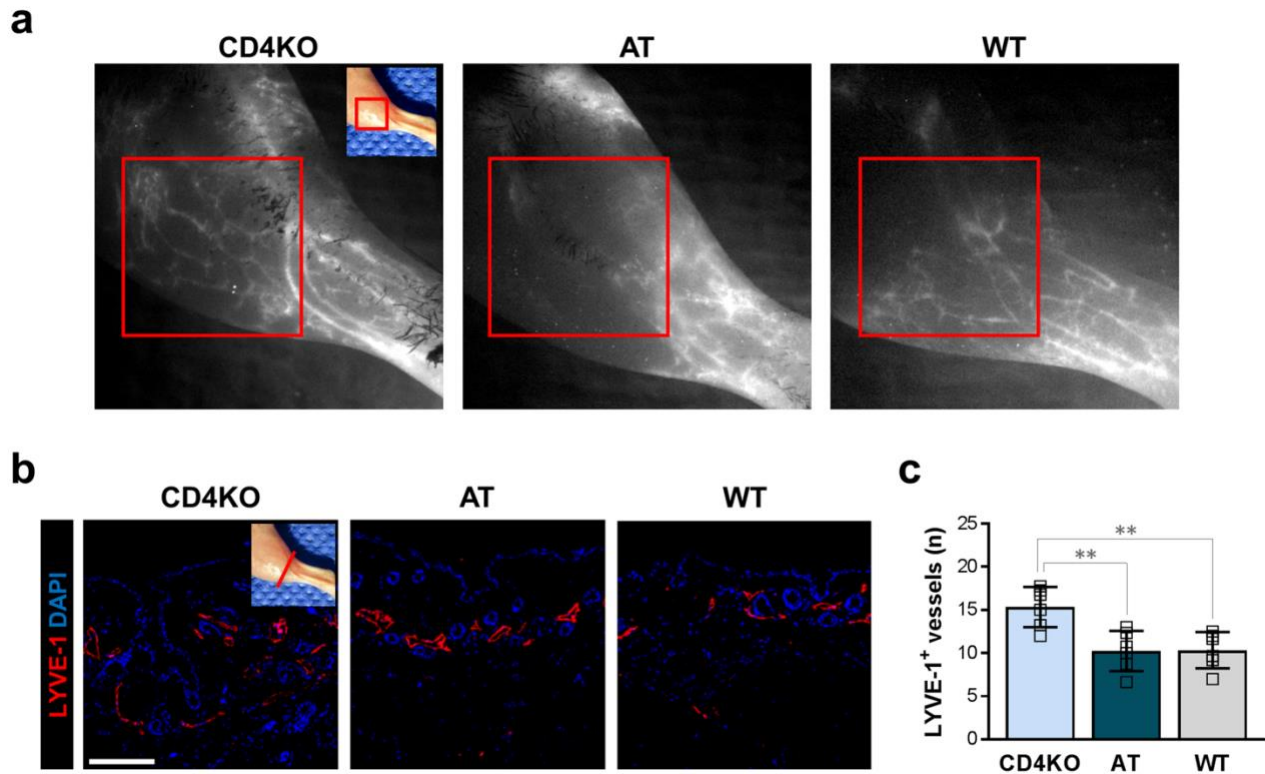 a
CD4KO AT WT
b
CD4KO AT WT
LYVE-1 DAPI
c
LYVE-1⁺ vessels (n)
25
20
15
10
5
0
**
**
CD4KO AT WT